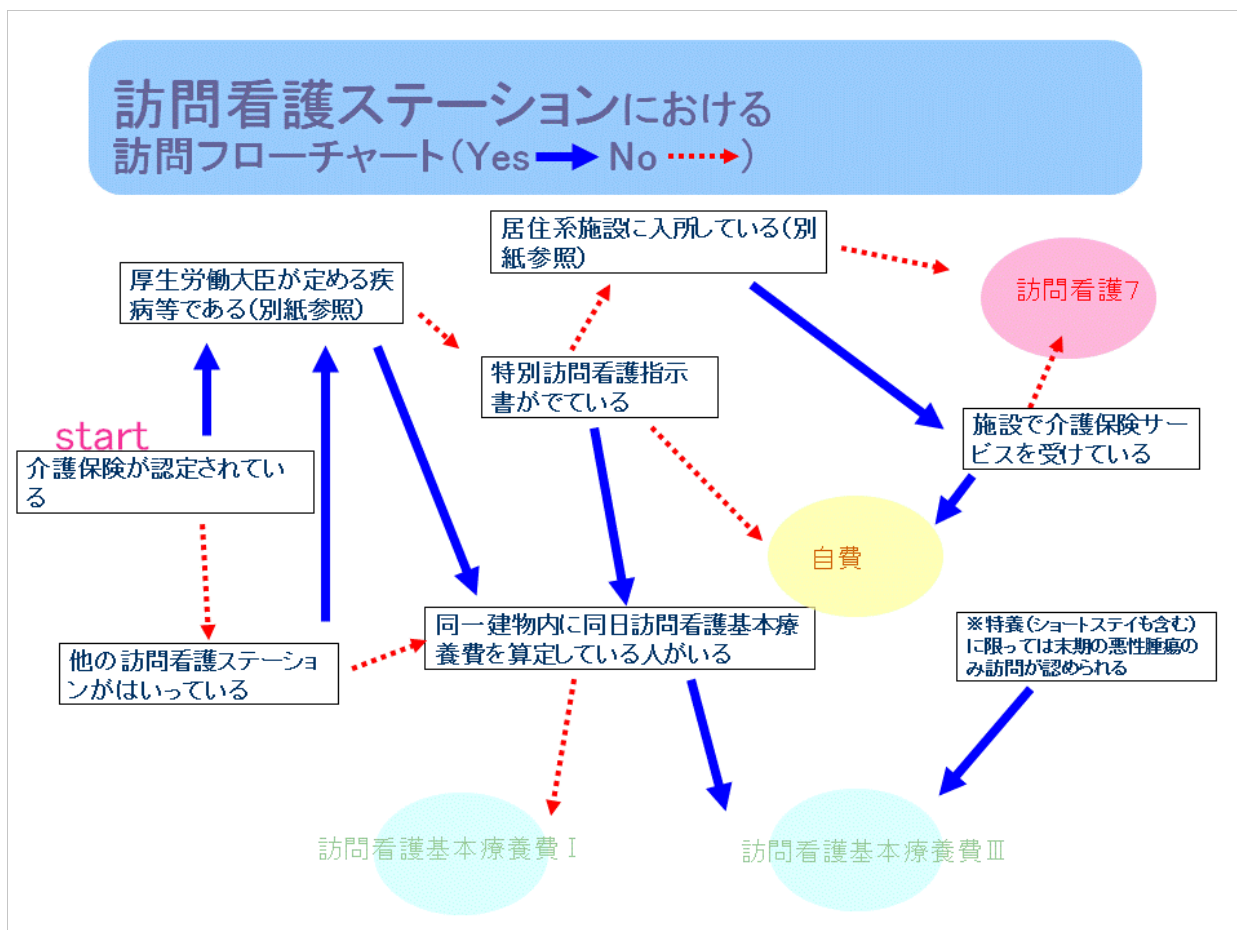 訪問看護ステーションにおける
訪問フローチャート(Yes No )
居住系施設に入所している(別
紙参照)
厚生労働大臣が定める疾
病等である(別紙参照)
訪問看護7
特別訪問看護指示
書がでている
start
介護保険が認定されてい
る
施設で介護保険サー
ビスを受けている
自費
同一建物内に同日訪問看護基本療
養費を算定している人がいる
※特養(ショートステイも含む)
に限っては末期の悪性腫瘍の
み訪問が認められる
他の訪問看護ステーショ
ンがはいっている
訪問看護基本療養費Ⅰ
訪問看護基本療養費Ⅲ